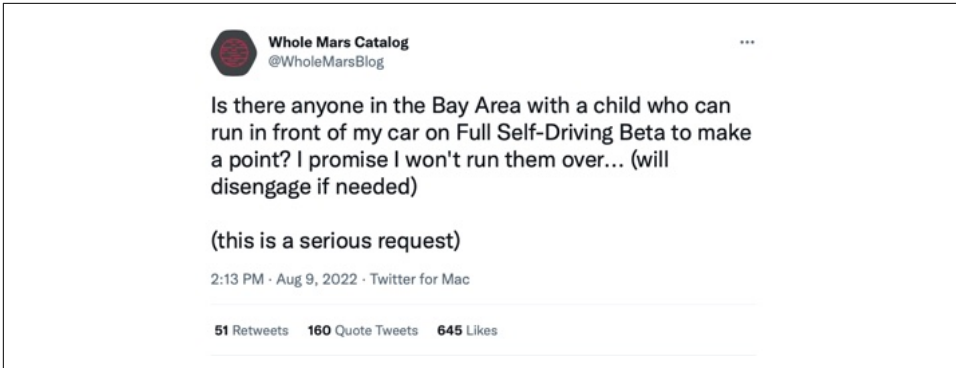 Whole Mars Catalog
@WholeMarsBlog
Is there anyone in the Bay Area with a child who can
run in front of my car on Full Self-Driving Beta to make
a point? I promise I won't run them over... (will
disengage if needed)
(this is a serious request)
2:13 PM · Aug 9, 2022 · Twitter for Mac
51 Retweets 160 Quote Tweets 645 Likes